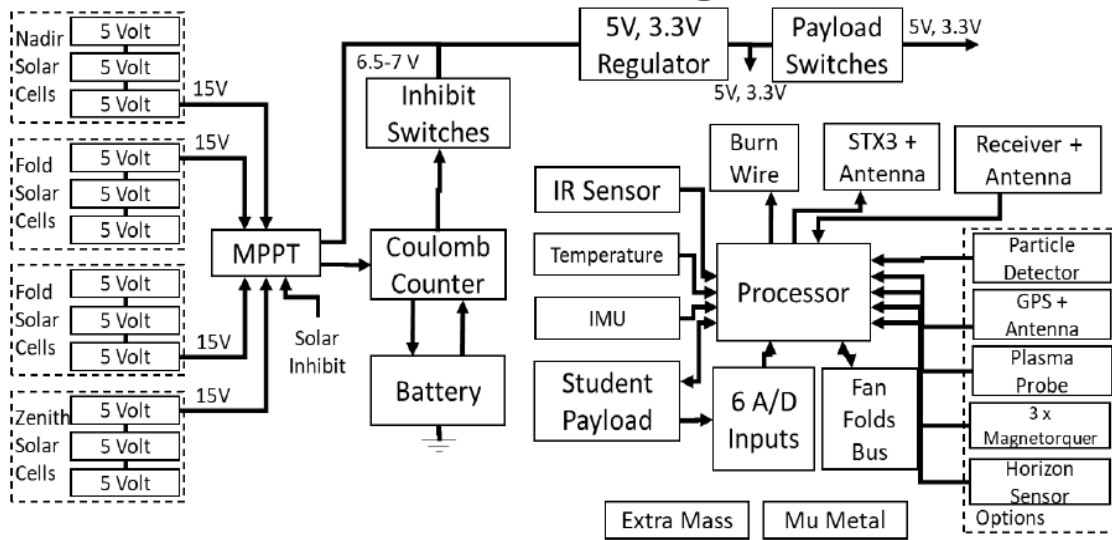 Nadir
Solar
Cells
5 Volt
5 Volt
5 Volt
15V
Fold
Solar
Cells
5 Volt
5 Volt
5 Volt
15V
Fold
Solar
Cells
5 Volt
5 Volt
5 Volt
15V
Zenith
Solar
Cells
5 Volt
5 Volt
5 Volt
15V
MPPT
Solar
Inhibit
6.5-7 V
Inhibit
Switches
Coulomb
Counter
Battery
5V, 3.3V
Regulator
5V, 3.3V
Payload
Switches
5V, 3.3V
IR Sensor
Temperature
IMU
Student
Payload
Burn
Wire
STX3 +
Antenna
Receiver +
Antenna
Processor
6 A/D
Inputs
Fan
Folds
Bus
Particle
Detector
GPS +
Antenna
Plasma
Probe
3 x
Magnetorquer
Horizon
Sensor
Options
Extra Mass
Mu Metal